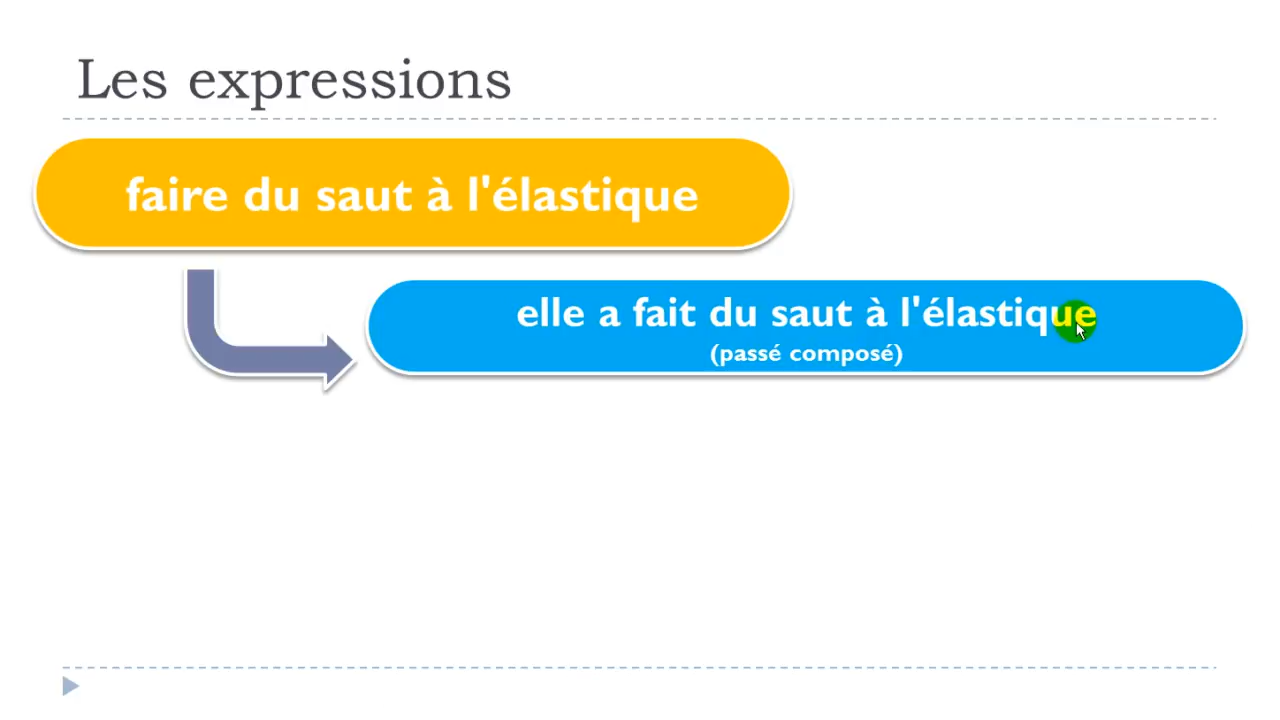 Les expressions
faire du saut à l'élastique
elle a fait du saut à l'élastique
(passé composé)